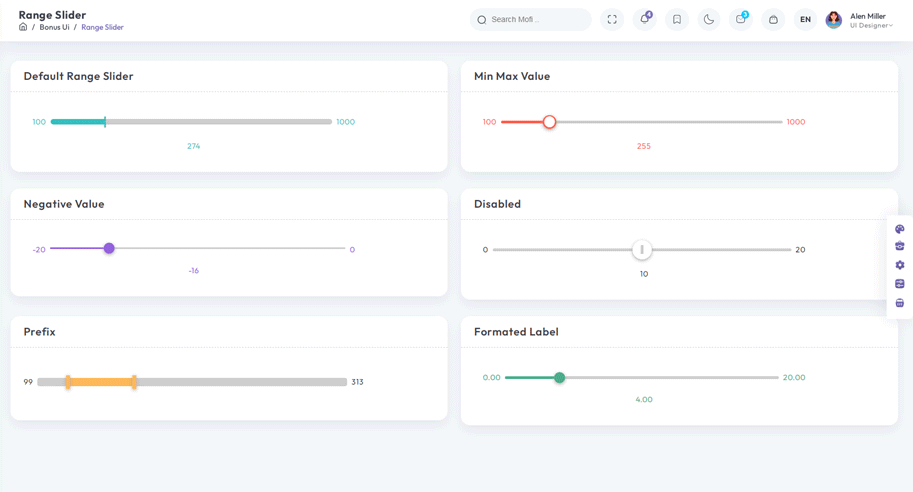 Range Slider
/ Bonus Ui / Range Slider
Search Mofi ..
4
3
EN
Alen Miller
UI Designer
Default Range Slider
100 1000
274
Min Max Value
100 1000
255
Negative Value
-20 0
-16
Disabled
0 20
10
Prefix
99 313
Formated Label
0.00 20.00
4.00